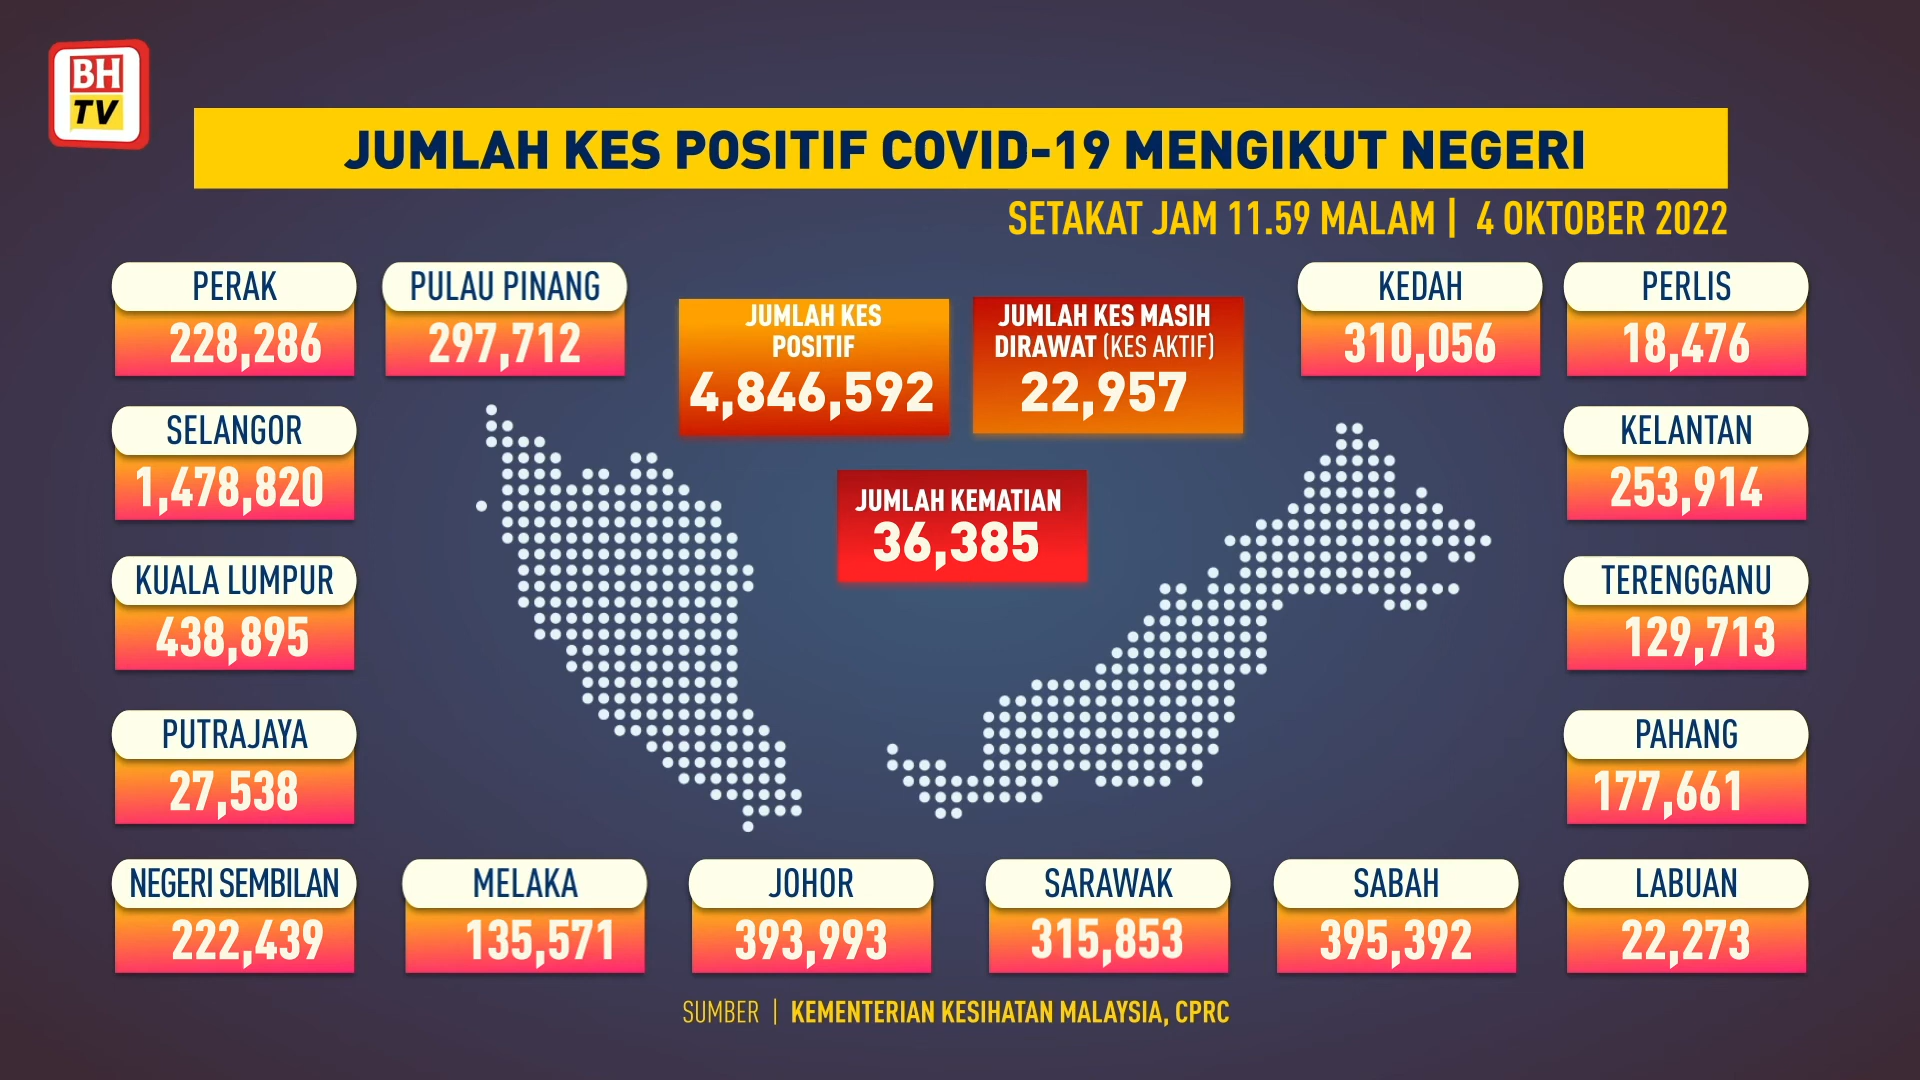 BH
TV
JUMLAH KES POSITIF COVID-19 MENGIKUT NEGERI
SETAKAT JAM 11.59 MALAM | 4 OKTOBER 2022
PERAK
228,286
PULAU PINANG
297,712
JUMLAH KES
POSITIF
4,846,592
JUMLAH KES MASIH
DIRAWAT (KES AKTIF)
22,957
KEDAH
310,056
PERLIS
18,476
SELANGOR
1,478,820
JUMLAH KEMATIAN
36,385
KELANTAN
253,914
KUALA LUMPUR
438,895
TERENGGANU
129,713
PUTRAJAYA
27,538
PAHANG
177,661
NEGERI SEMBILAN
222,439
MELAKA
135,571
JOHOR
393,993
SARAWAK
315,853
SABAH
395,392
LABUAN
22,273
SUMBER | KEMENTERIAN KESIHATAN MALAYSIA, CPRC